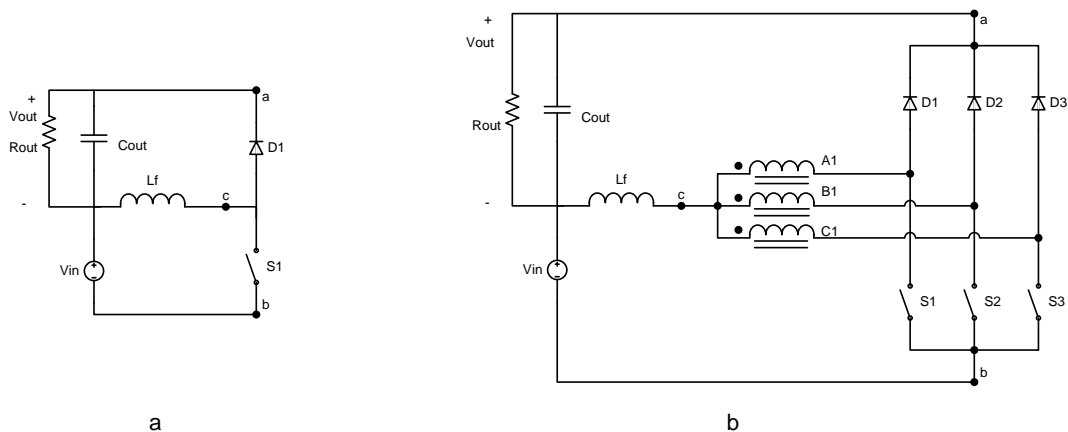 +
Vout
Rout
-
Cout
a
D1
Lf
c
Vin
+
-
S1
b
a
+
Vout
Rout
-
Cout
a
D1
D2
D3
Lf
c
A1
B1
C1
Vin
+
-
S1
S2
S3
b
b